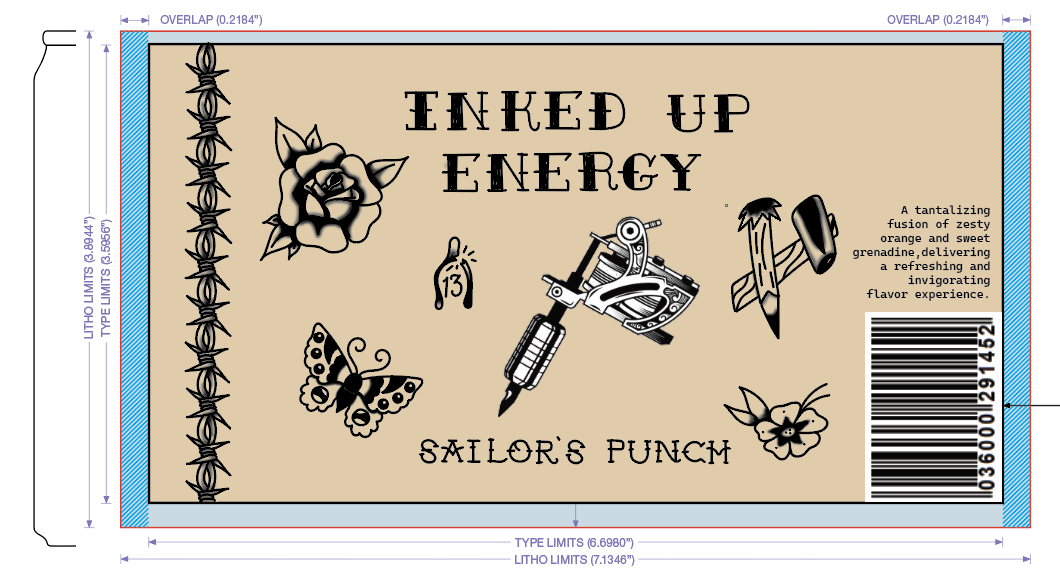 OVERLAP (0.2184”)
OVERLAP (0.2184”)
LITHO LIMITS (3.8944”)
TYPE LIMITS (3.5956”)
INKED UP
ENERGY
13
SAILOR'S PUNCH
A tantalizing
fusion of zesty
orange and sweet
grenadine,delivering
a refreshing and
invigorating
flavor experience.
036000 291452
TYPE LIMITS (6.6980”)
LITHO LIMITS (7.1346”)